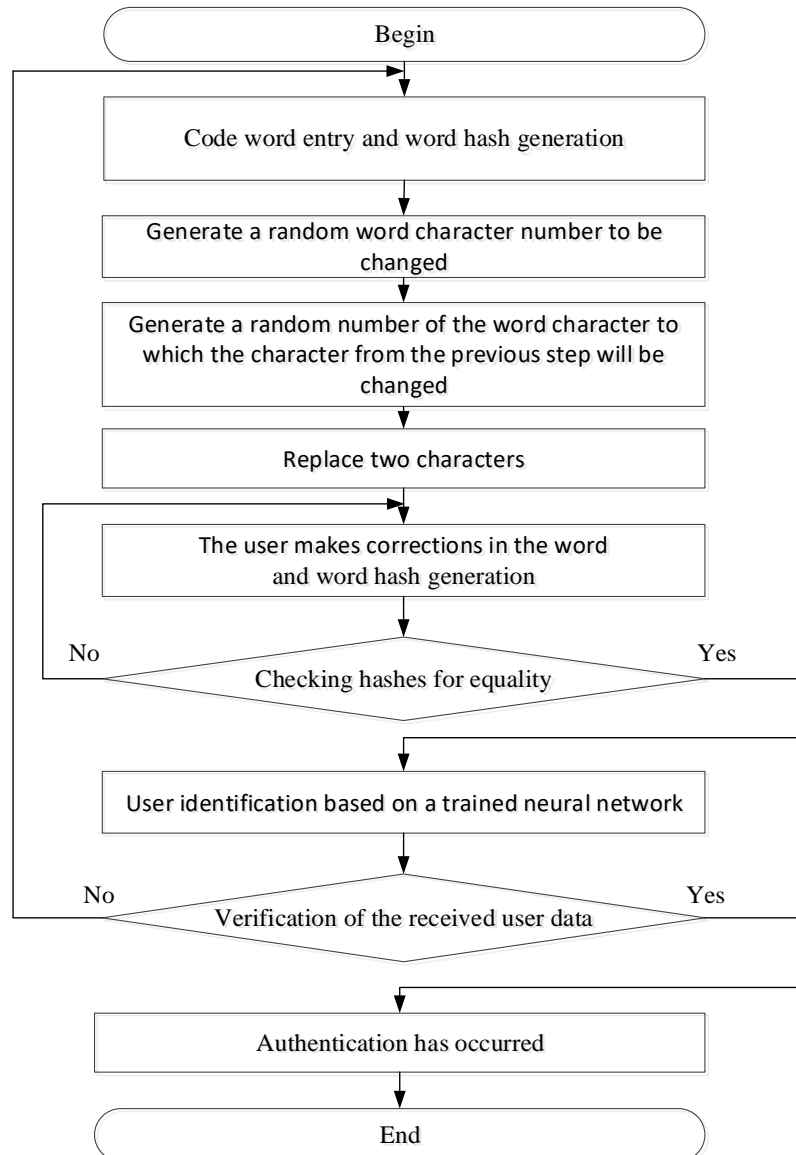 Begin
Code word entry and word hash generation
Generate a random word character number to be
changed
Generate a random number of the word character to
which the character from the previous step will be
changed
Replace two characters
The user makes corrections in the word
and word hash generation
No
Yes
Checking hashes for equality
User identification based on a trained neural network
No
Yes
Verification of the received user data
Authentication has occurred
End